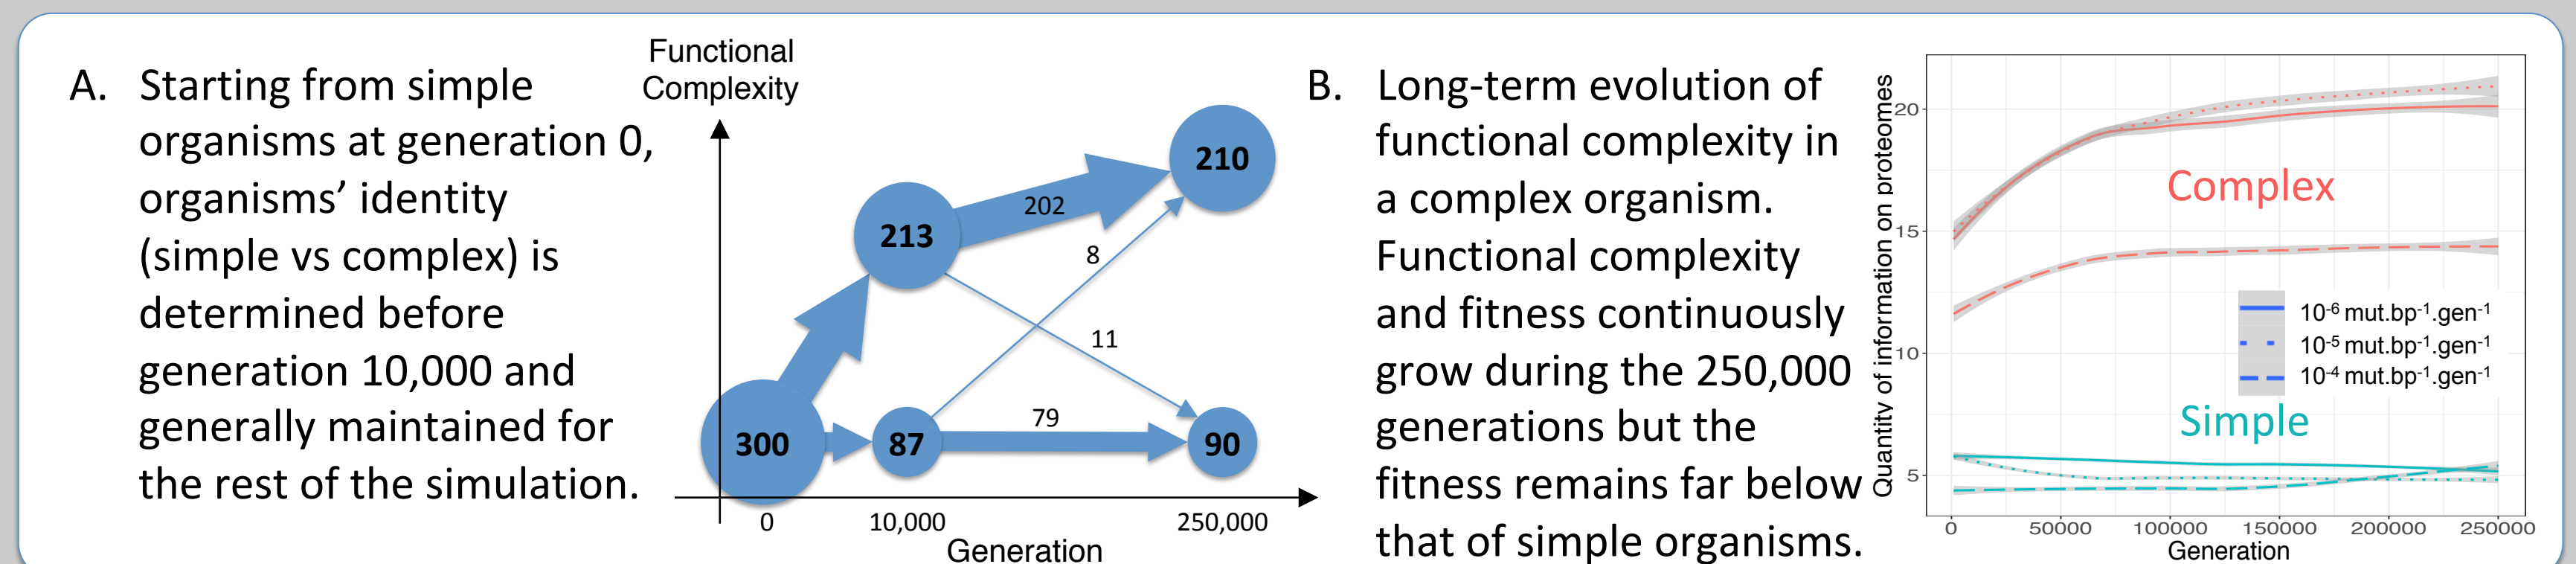 A. Starting from simple
organisms at generation 0,
organisms’ identity
(simple vs complex) is
determined before
generation 10,000 and
generally maintained for
the rest of the simulation.
Functional
Complexity
210
213
202
8
11
79
300
87
90
0
10,000
250,000
Generation
B. Long-term evolution of
functional complexity in
a complex organism.
Functional complexity
and fitness continuously
grow during the 250,000
generations but the
fitness remains far below
that of simple organisms.
Quantity of information on proteomes
20
15
10
5
Complex
10⁻⁶ mut.bp⁻¹.gen⁻¹
10⁻⁵ mut.bp⁻¹.gen⁻¹
10⁻⁴ mut.bp⁻¹.gen⁻¹
Simple
0 50000 100000 150000 200000 250000
Generation